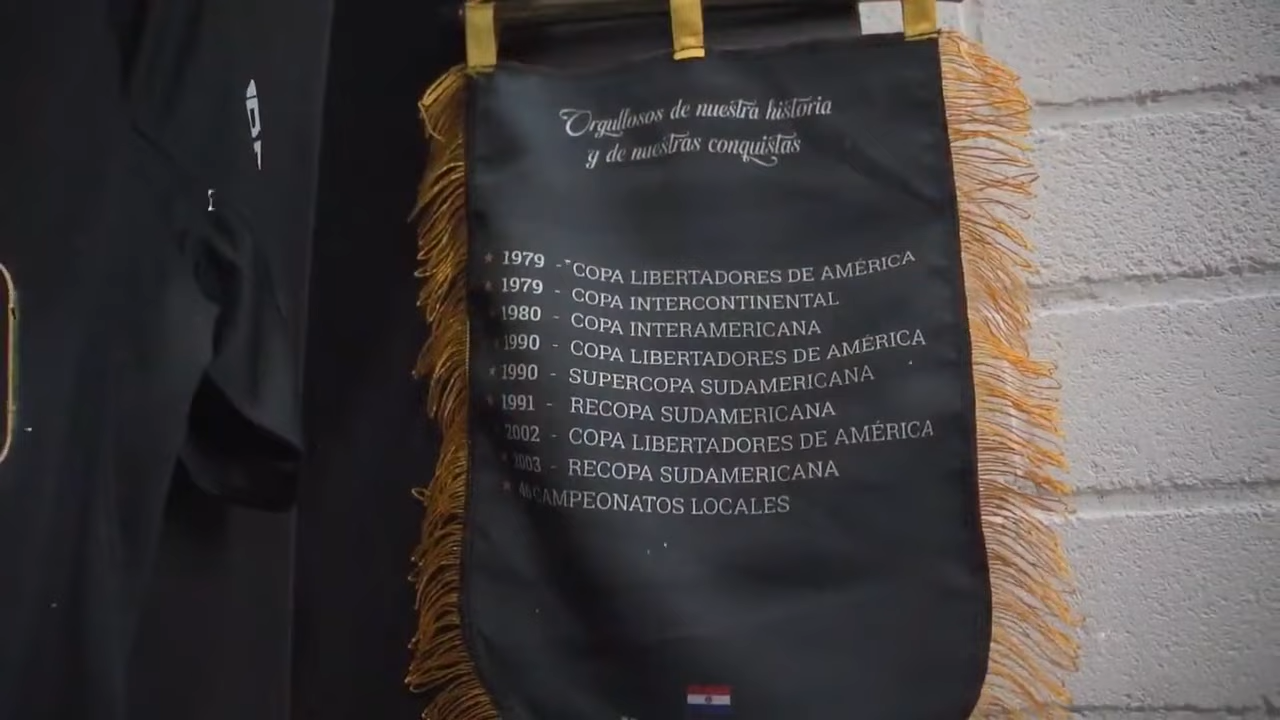 Orgullosos de nuestra historia
y de nuestras conquistas
★ 1979 - COPA LIBERTADORES DE AMÉRICA
★ 1979 - COPA INTERCONTINENTAL
1980 - COPA INTERAMERICANA
1990 - COPA LIBERTADORES DE AMÉRICA
★ 1990 - SUPERCOPA SUDAMERICANA
★ 1991 - RECOPA SUDAMERICANA
2002 - COPA LIBERTADORES DE AMÉRICA
★ 2003 - RECOPA SUDAMERICANA
★ CAMPEONATOS LOCALES